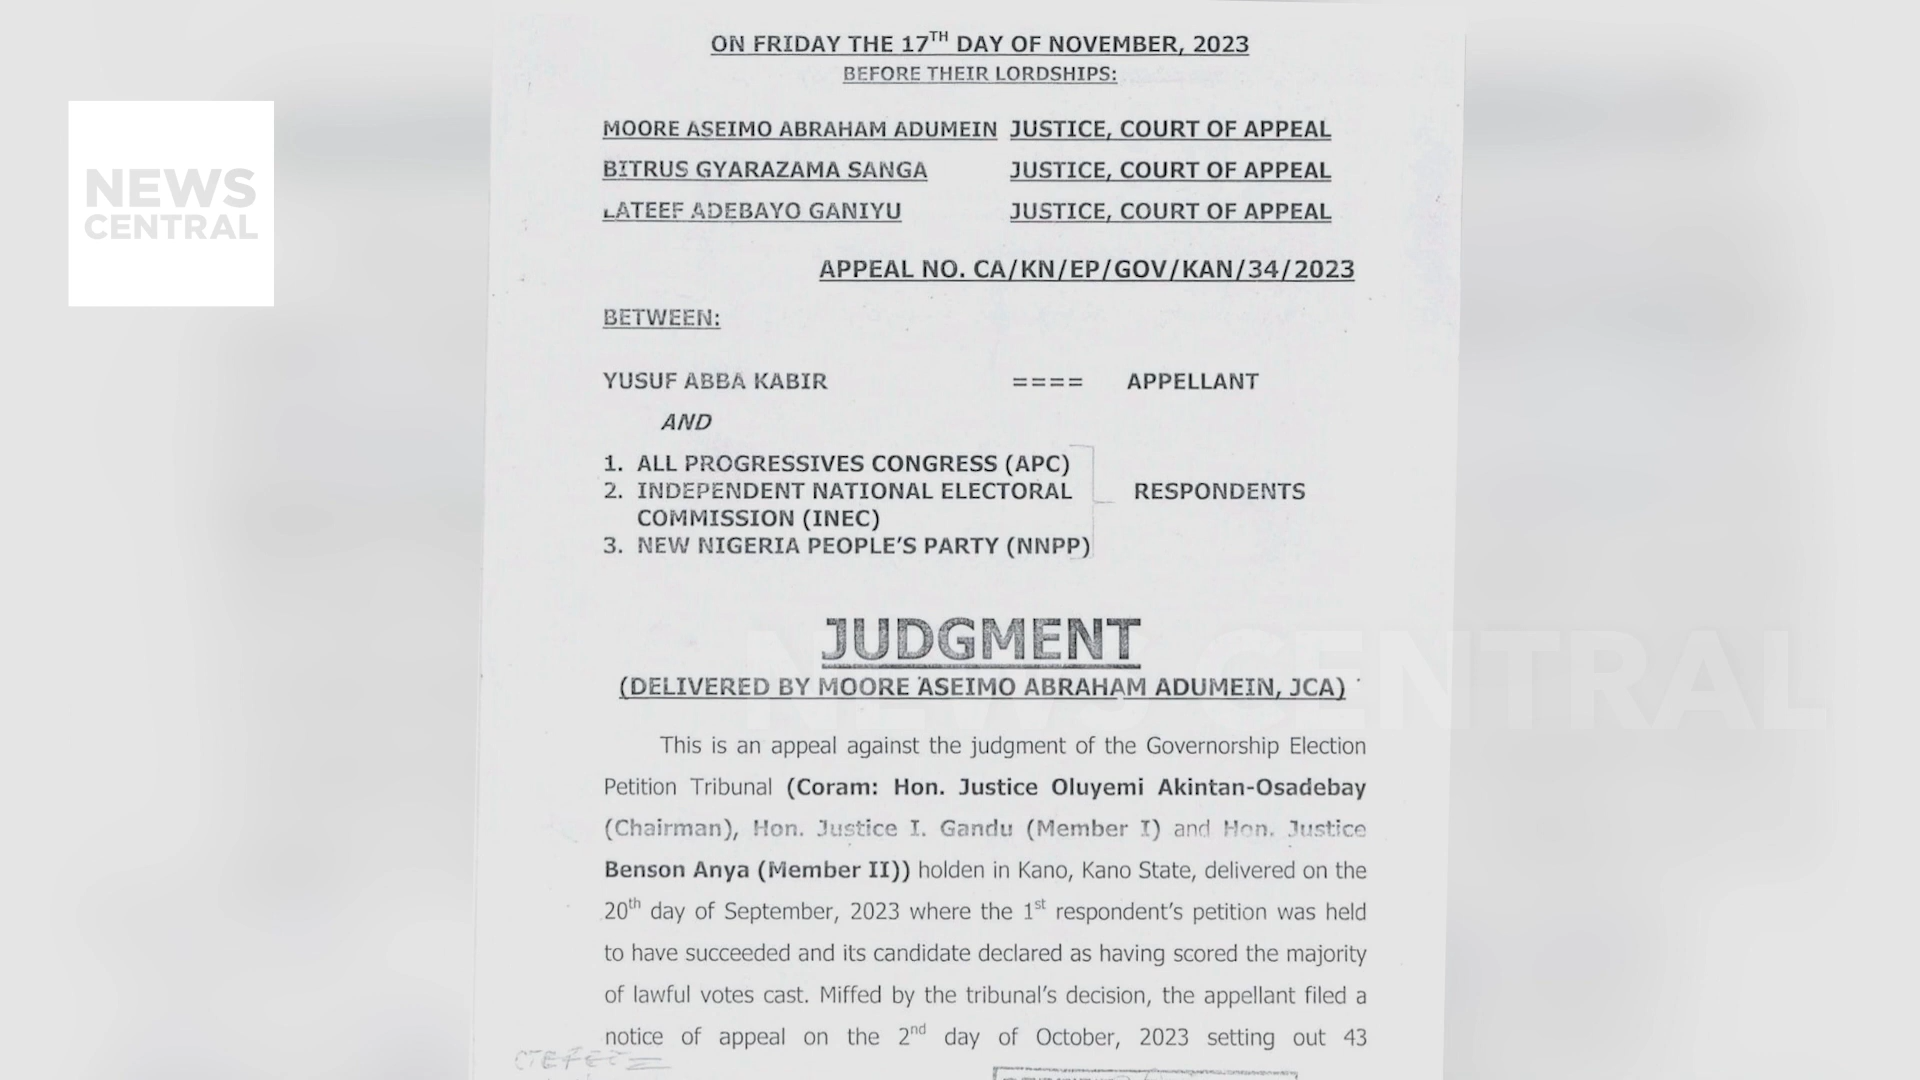 ON FRIDAY THE 17TH DAY OF NOVEMBER, 2023
BEFORE THEIR LORDSHIPS:
NEWS
CENTRAL
MOORE ASEIMO ABRAHAM ADUMEIN JUSTICE, COURT OF APPEAL
BITRUS GYARAZAMA SANGA JUSTICE, COURT OF APPEAL
LATEEF ADEBAYO GANIYU JUSTICE, COURT OF APPEAL
APPEAL NO. CA/KN/EP/GOV/KAN/34/2023
BETWEEN:
YUSUF ABBA KABIR ==== APPELLANT
AND
1. ALL PROGRESSIVES CONGRESS (APC)
2. INDEPENDENT NATIONAL ELECTORAL RESPONDENTS
COMMISSION (INEC)
3. NEW NIGERIA PEOPLE'S PARTY (NNPP)
JUDGMENT
(DELIVERED BY MOORE ASEIMO ABRAHAM ADUMEIN, JCA)
NEWS CENTRAL
This is an appeal against the judgment of the Governorship Election
Petition Tribunal (Coram: Hon. Justice Oluyemi Akintan-Osadebay
(Chairman), Hon. Justice I. Gandu (Member I) and Hon. Justice
Benson Anya (Member II)) holden in Kano, Kano State, delivered on the
20th day of September, 2023 where the 1st respondent's petition was held
to have succeeded and its candidate declared as having scored the majority
of lawful votes cast. Miffed by the tribunal's decision, the appellant filed a
notice of appeal on the 2nd day of October, 2023 setting out 43